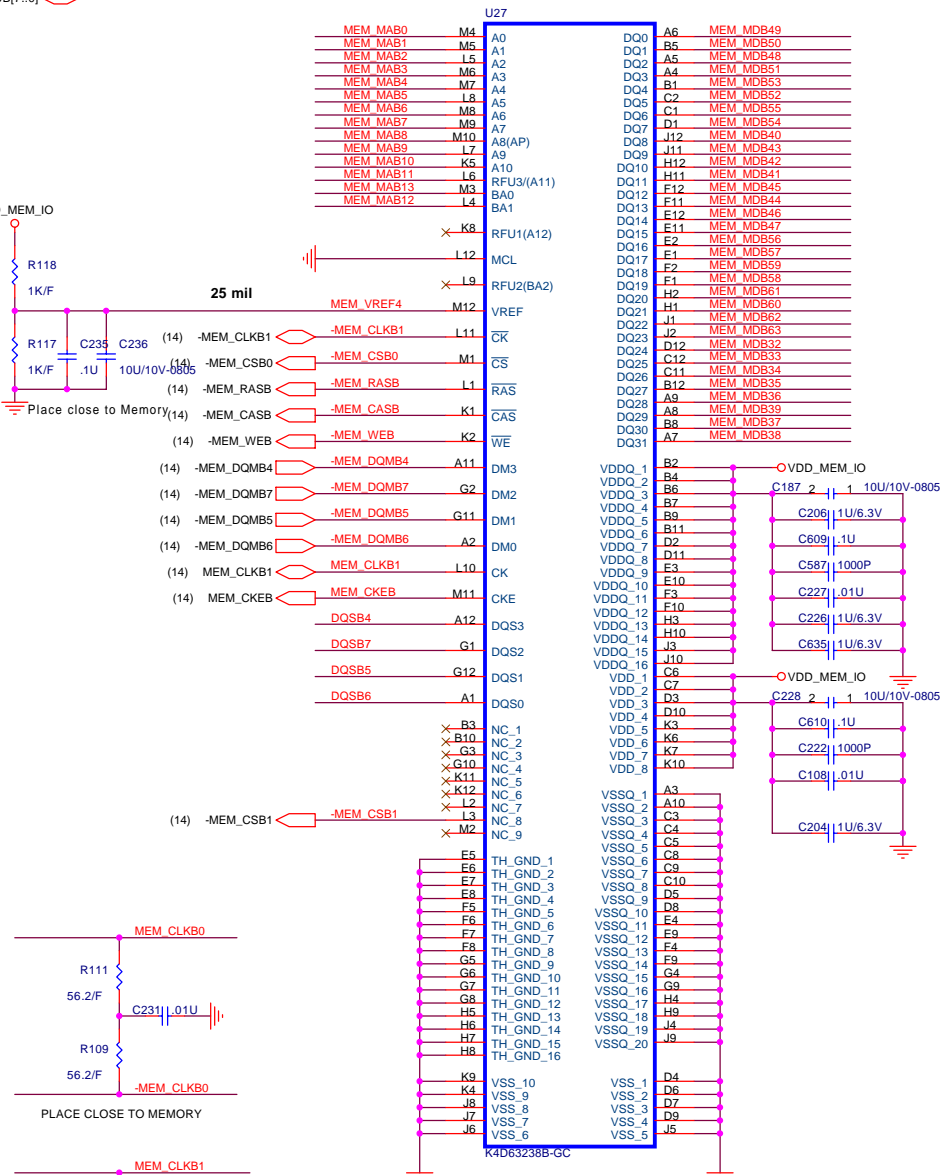 U27
MEM_MAB0 M4 A0 DQ0 A6 MEM_MDB49
MEM_MAB1 M5 A1 DQ1 B5 MEM_MDB50
MEM_MAB2 L5 A2 DQ2 A5 MEM_MDB48
MEM_MAB3 M6 A3 DQ3 A4 MEM_MDB51
MEM_MAB4 M7 A4 DQ4 B1 MEM_MDB53
MEM_MAB5 L8 A5 DQ5 C2 MEM_MDB52
MEM_MAB6 M8 A6 DQ6 C1 MEM_MDB55
MEM_MAB7 M9 A7 DQ7 D1 MEM_MDB54
MEM_MAB8 M10 A8(AP) DQ8 J12 MEM_MDB40
MEM_MAB9 L7 A9 DQ9 J11 MEM_MDB43
MEM_MAB10 K5 A10 DQ10 H12 MEM_MDB42
MEM_MAB11 L6 RFU3/(A11) DQ11 H11 MEM_MDB41
MEM_MAB13 M3 BA0 DQ12 F12 MEM_MDB45
MEM_MAB12 L4 BA1 DQ13 F11 MEM_MDB44
DQ14 E12 MEM_MDB46
K8 RFU1(A12) DQ15 E11 MEM_MDB47
DQ16 E2 MEM_MDB56
L12 MCL DQ17 E1 MEM_MDB57
DQ18 F2 MEM_MDB59
L9 RFU2(BA2) DQ19 F1 MEM_MDB58
DQ20 H2 MEM_MDB61
MEM_VREF4 M12 VREF DQ21 H1 MEM_MDB60
DQ22 J1 MEM_MDB62
(14) -MEM_CLKB1 -MEM_CLKB1 L11 CK DQ23 J2 MEM_MDB63
DQ24 D12 MEM_MDB32
(14) -MEM_CSB0 -MEM_CSB0 M1 CS DQ25 C12 MEM_MDB33
DQ26 C11 MEM_MDB34
(14) -MEM_RASB -MEM_RASB L1 RAS DQ27 B12 MEM_MDB35
DQ28 A9 MEM_MDB36
(14) -MEM_CASB -MEM_CASB K1 CAS DQ29 A8 MEM_MDB39
DQ30 B8 MEM_MDB37
(14) -MEM_WEB -MEM_WEB K2 WE DQ31 A7 MEM_MDB38
_MEM_IO
R118
1K/F
25 mil
R117
1K/F
C235
.1U
C236
10U/10V-0805
Place close to Memory
(14) -MEM_DQMB4 -MEM_DQMB4 A11 DM3
(14) -MEM_DQMB7 -MEM_DQMB7 G2 DM2
(14) -MEM_DQMB5 -MEM_DQMB5 G11 DM1
(14) -MEM_DQMB6 -MEM_DQMB6 A2 DM0
(14) MEM_CLKB1 MEM_CLKB1 L10 CK
(14) MEM_CKEB MEM_CKEB M11 CKE
DQSB4 A12 DQS3
DQSB7 G1 DQS2
DQSB5 G12 DQS1
DQSB6 A1 DQS0
VDDQ_1 B2 VDD_MEM_IO
VDDQ_2 B4
VDDQ_3 B6
VDDQ_4 B7
VDDQ_5 B9
VDDQ_6 B11
VDDQ_7 D2
VDDQ_8 D11
VDDQ_9 E3
VDDQ_10 E10
VDDQ_11 F3
VDDQ_12 F10
VDDQ_13 H3
VDDQ_14 H10
VDDQ_15 J3
VDDQ_16 J10
C187 2 1 10U/10V-0805
C206 1U/6.3V
C609 .1U
C587 1000P
C227 .01U
C226 1U/6.3V
C635 1U/6.3V
VDD_1 C6 VDD_MEM_IO
VDD_2 C7
VDD_3 D3
VDD_4 D10
VDD_5 K3
VDD_6 K6
VDD_7 K7
VDD_8 K10
C228 2 1 10U/10V-0805
C610 .1U
C222 1000P
C108 .01U
C204 1U/6.3V
B3 NC_1
B10 NC_2
G3 NC_3
G10 NC_4
K11 NC_5
K12 NC_6
L2 NC_7
(14) -MEM_CSB1 -MEM_CSB1 L3 NC_8
M2 NC_9
VSSQ_1 A3
VSSQ_2 A10
VSSQ_3 C3
VSSQ_4 C4
VSSQ_5 C5
VSSQ_6 C8
VSSQ_7 C9
VSSQ_8 C10
VSSQ_9 D5
VSSQ_10 D8
VSSQ_11 E4
VSSQ_12 E9
VSSQ_13 F4
VSSQ_14 F9
VSSQ_15 G4
VSSQ_16 G9
VSSQ_17 H4
VSSQ_18 H9
VSSQ_19 J4
VSSQ_20 J9
E5 TH_GND_1
E6 TH_GND_2
E7 TH_GND_3
E8 TH_GND_4
F5 TH_GND_5
F6 TH_GND_6
F7 TH_GND_7
F8 TH_GND_8
G5 TH_GND_9
G6 TH_GND_10
G7 TH_GND_11
G8 TH_GND_12
H5 TH_GND_13
H6 TH_GND_14
H7 TH_GND_15
H8 TH_GND_16
K9 VSS_10 VSS_1 D4
K4 VSS_9 VSS_2 D6
J8 VSS_8 VSS_3 D7
J7 VSS_7 VSS_4 D9
J6 VSS_6 VSS_5 J5
K4D63238B-GC
MEM_CLKB0
R111
56.2/F
C231 .01U
R109
56.2/F
-MEM_CLKB0
PLACE CLOSE TO MEMORY
MEM_CLKB1